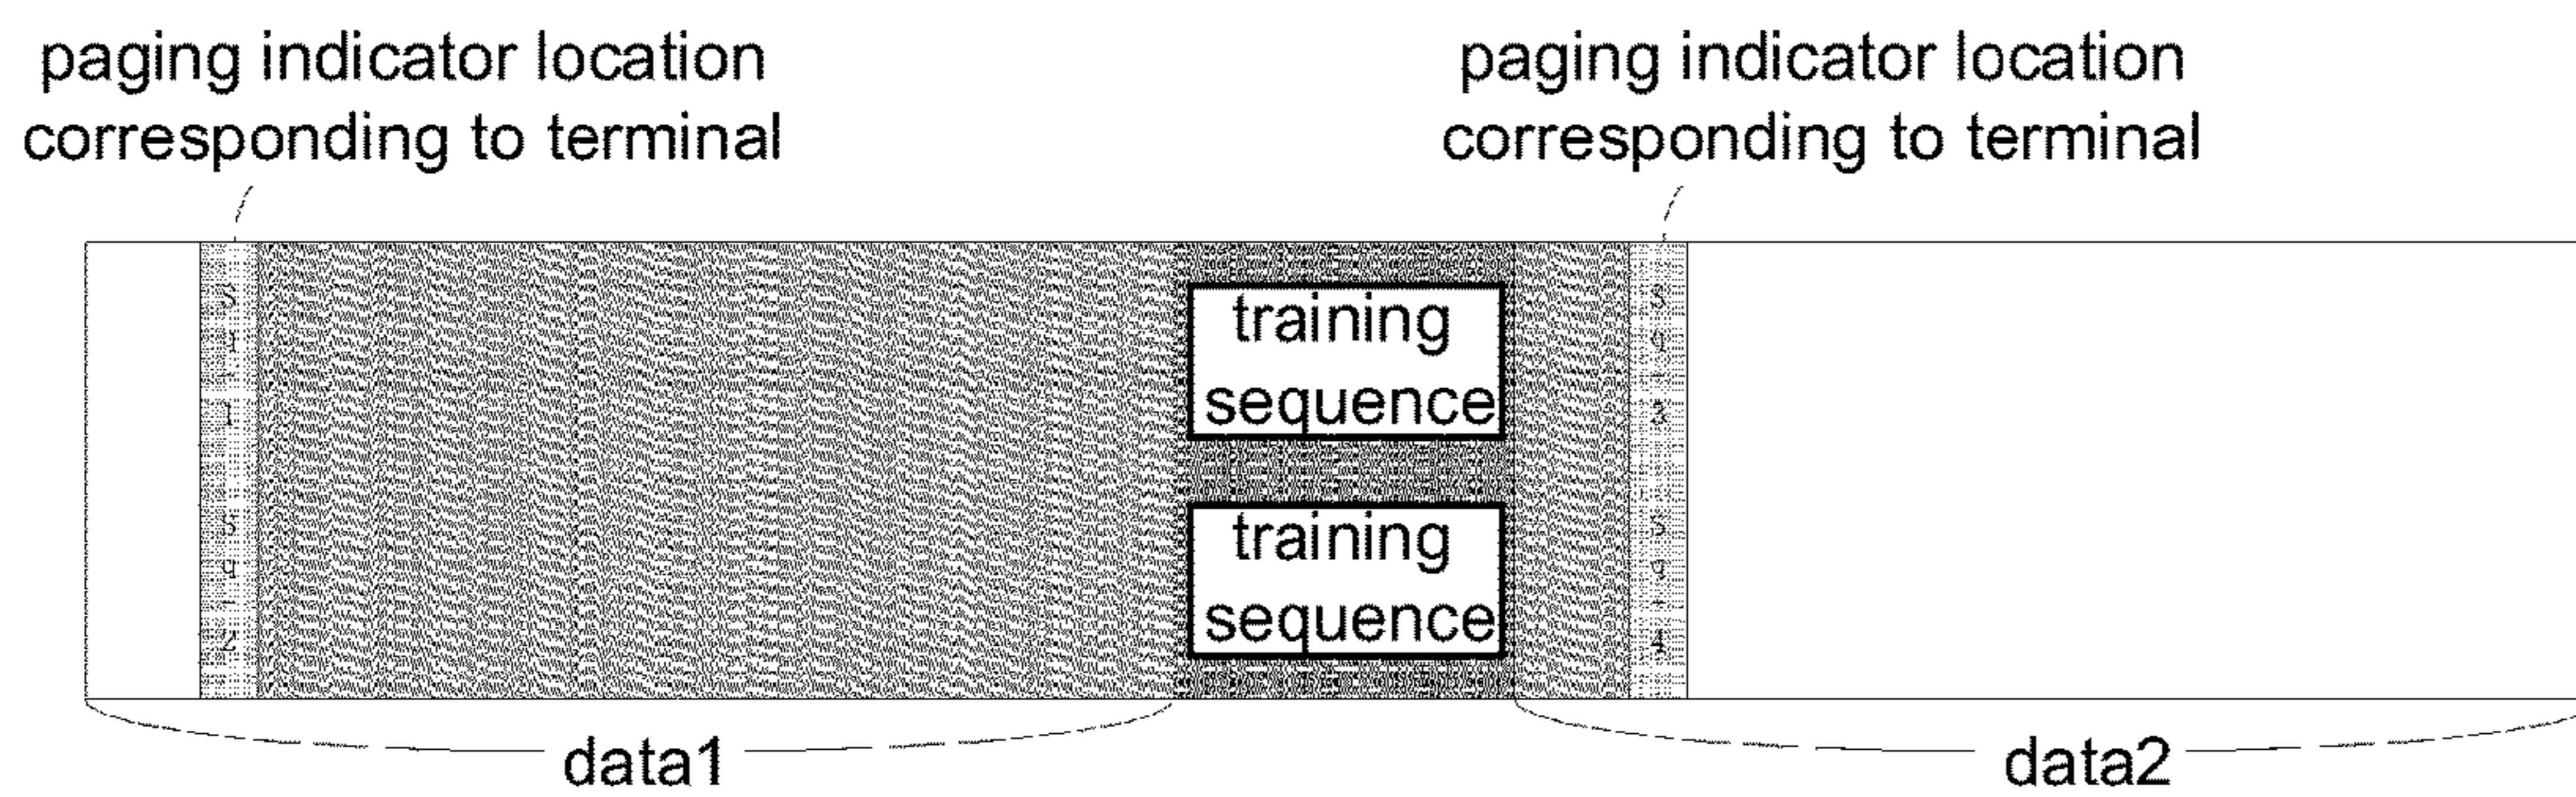 paging indicator location
corresponding to terminal
paging indicator location
corresponding to terminal
training
sequence
training
sequence
data1
data2